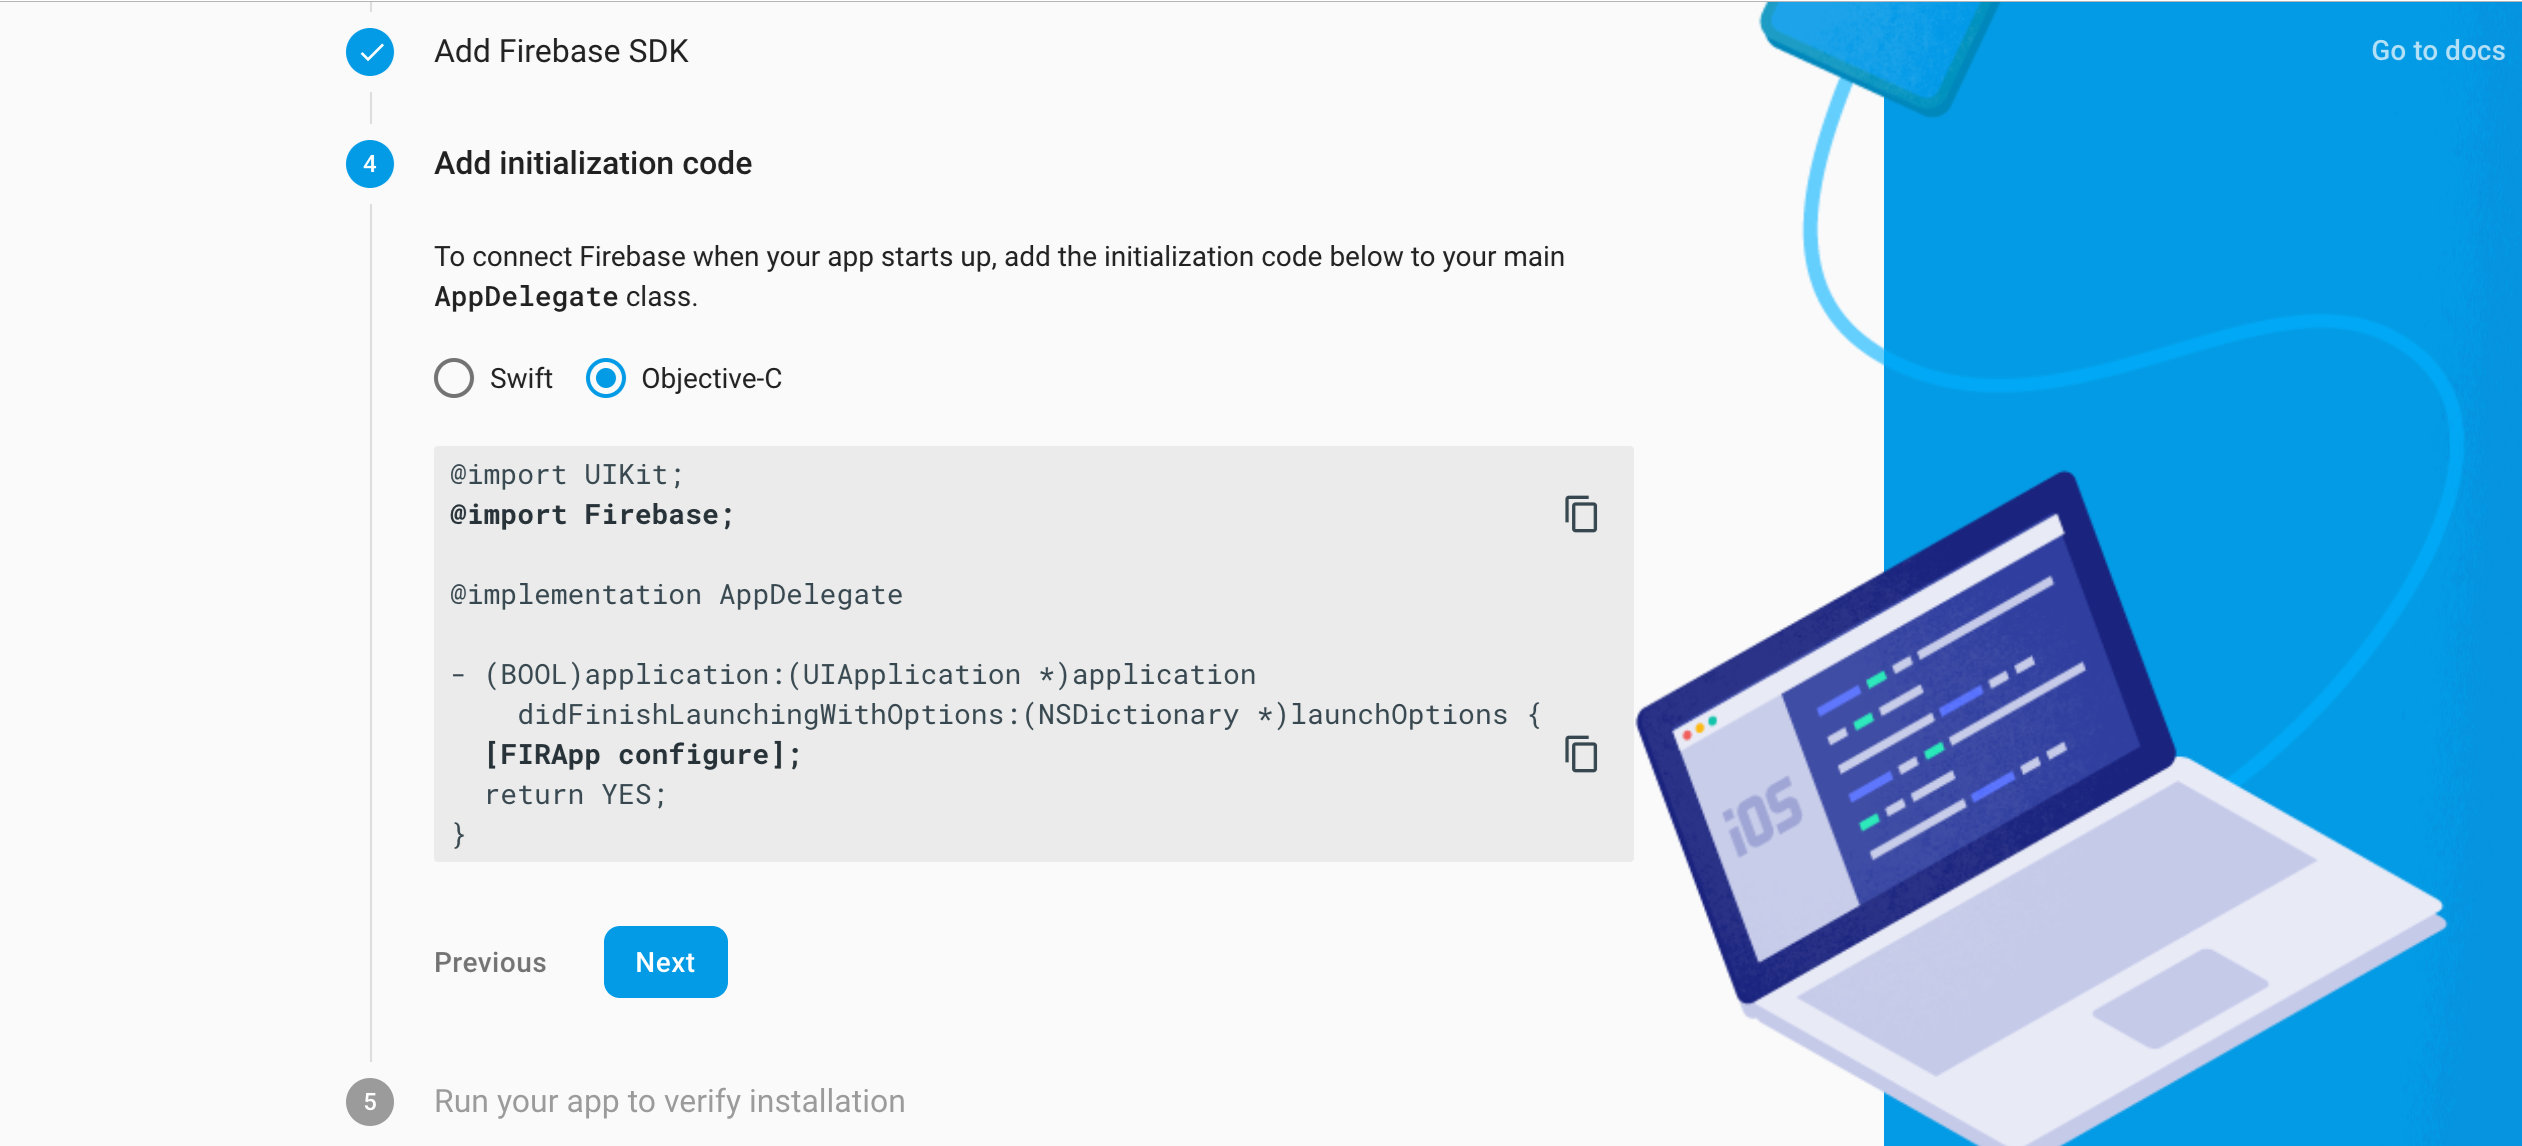 Add Firebase SDK
Go to docs
4
Add initialization code
To connect Firebase when your app starts up, add the initialization code below to your main
AppDelegate class.
Swift
Objective-C
@import UIKit;
@import Firebase;
@implementation AppDelegate
- (BOOL)application:(UIApplication *)application
didFinishLaunchingWithOptions:(NSDictionary *)launchOptions {
[FIRApp configure];
return YES;
}
iOS
Previous
Next
5
Run your app to verify installation